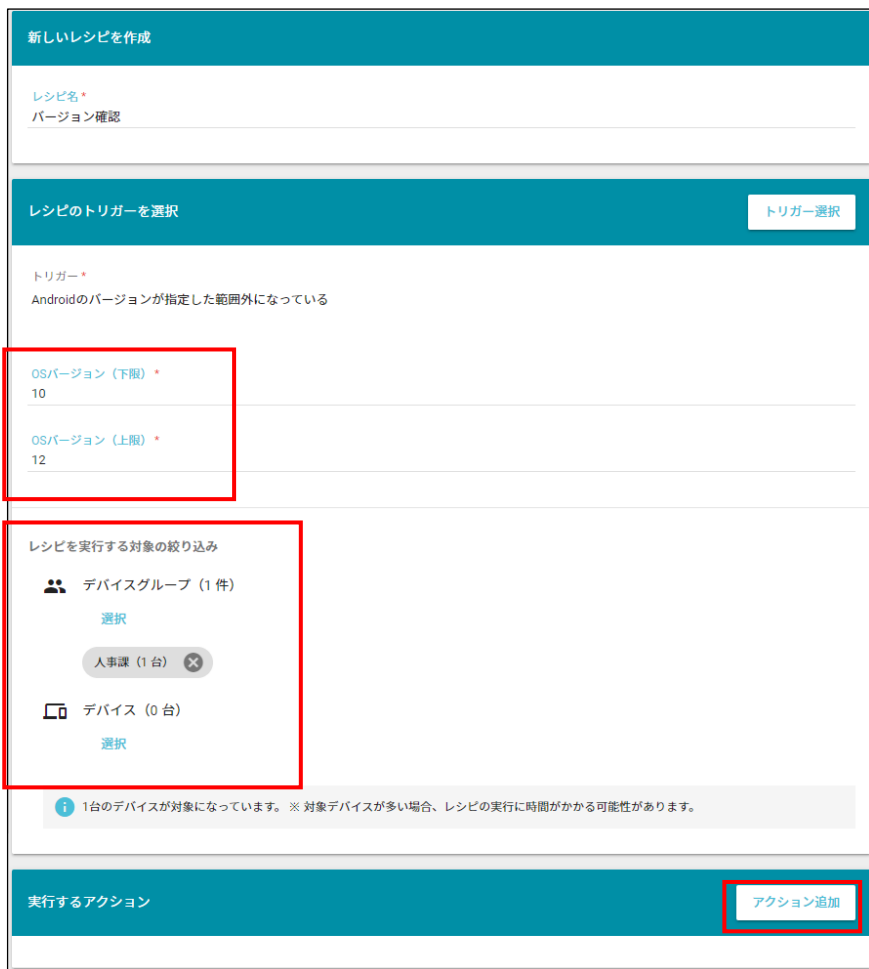 新しいレシピを作成
レシピ名*
バージョン確認
レシピのトリガーを選択
トリガー選択
トリガー*
Androidのバージョンが指定した範囲外になっている
OSバージョン（下限）*
10
OSバージョン（上限）*
12
レシピを実行する対象の絞り込み
デバイスグループ（1 件）
選択
人事課（1 台）
デバイス（0 台）
選択
1台のデバイスが対象になっています。 ※ 対象デバイスが多い場合、レシピの実行に時間がかかる可能性があります。
実行するアクション
アクション追加